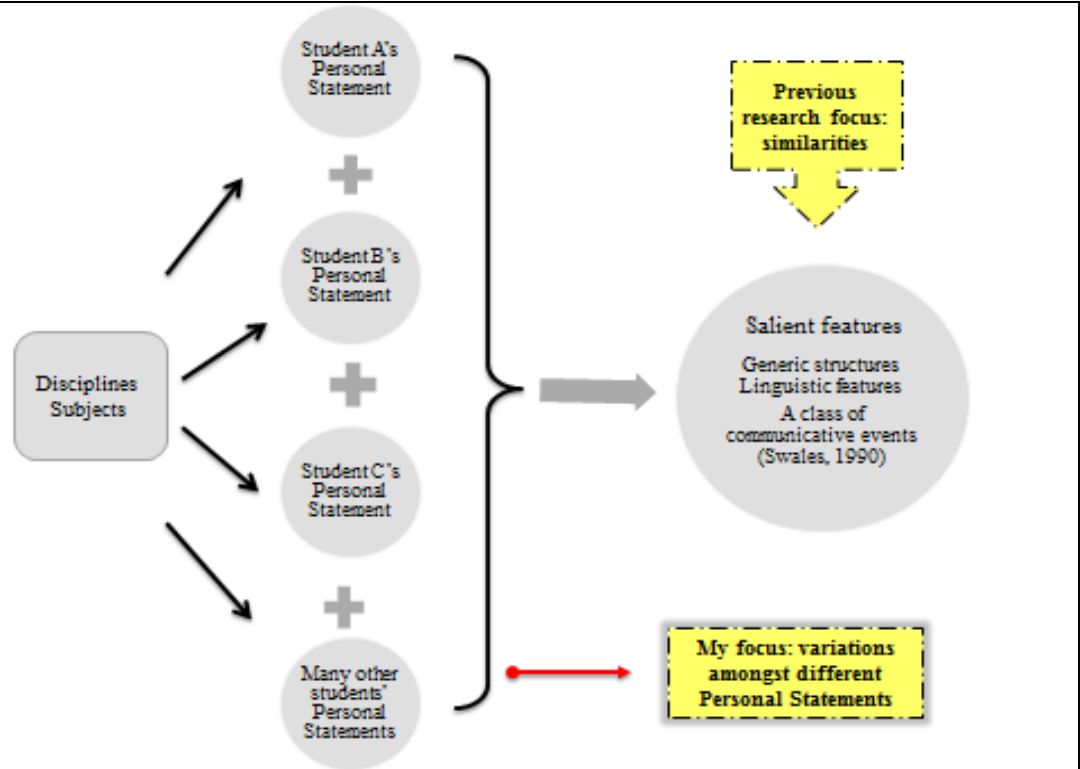 Student A's
Personal
Statement
Student B's
Personal
Statement
Student C's
Personal
Statement
Many other
students'
Personal
Statements
Disciplines
Subjects
Previous
research focus:
similarities
Salient features
Generic structures
Linguistic features
A class of
communicative events
(Swales, 1990)
My focus: variations
amongst different
Personal Statements